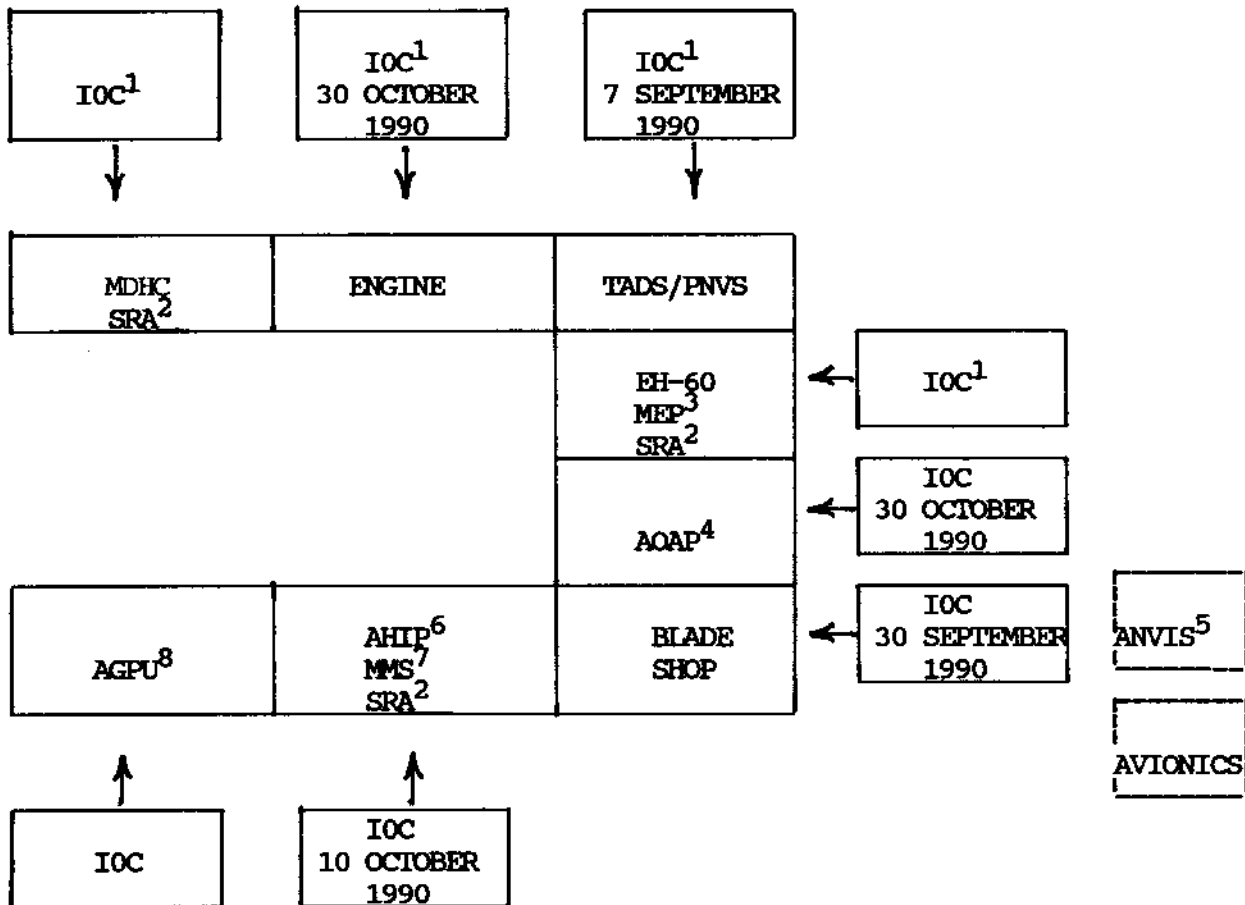 IOC¹
IOC¹
30 OCTOBER
1990
IOC¹
7 SEPTEMBER
1990
MDHC
SRA²
ENGINE
TADS/PNVS
EH-60
MEP³
SRA²
IOC¹
AOAP⁴
IOC
30 OCTOBER
1990
AGPU⁸
AHIP⁶
MMS⁷
SRA²
BLADE
SHOP
IOC
30 SEPTEMBER
1990
ANVIS⁵
AVIONICS
IOC
IOC
10 OCTOBER
1990